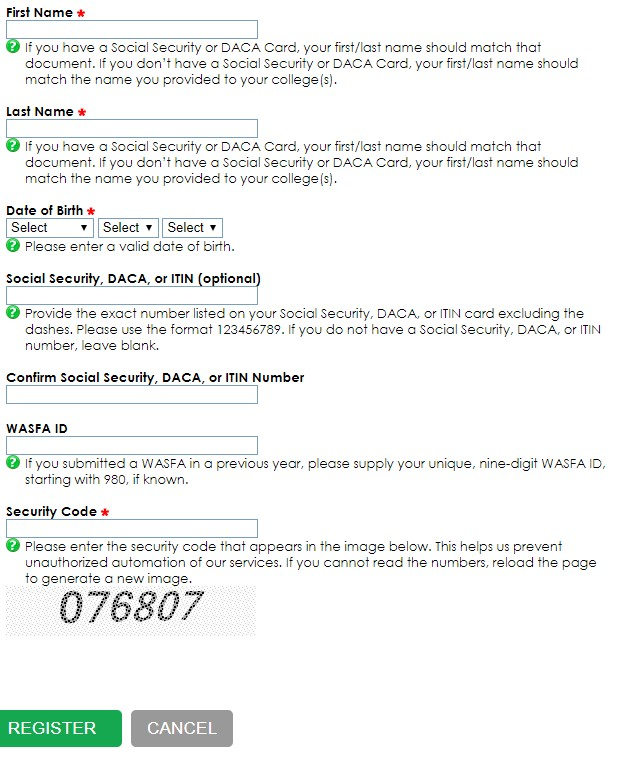 First Name *
? If you have a Social Security or DACA Card, your first/last name should match that
document. If you don't have a Social Security or DACA Card, your first/last name should
match the name you provided to your college(s).
Last Name *
? If you have a Social Security or DACA Card, your first/last name should match that
document. If you don't have a Social Security or DACA Card, your first/last name should
match the name you provided to your college(s).
Date of Birth *
Select Select Select
? Please enter a valid date of birth.
Social Security, DACA, or ITIN (optional)
? Provide the exact number listed on your Social Security, DACA, or ITIN card excluding the
dashes. Please use the format 123456789. If you do not have a Social Security, DACA, or ITIN
number, leave blank.
Confirm Social Security, DACA, or ITIN Number
WASFA ID
? If you submitted a WASFA in a previous year, please supply your unique, nine-digit WASFA ID,
starting with 980, if known.
Security Code *
? Please enter the security code that appears in the image below. This helps us prevent
unauthorized automation of our services. If you cannot read the numbers, reload the page
to generate a new image.
076807
REGISTER CANCEL